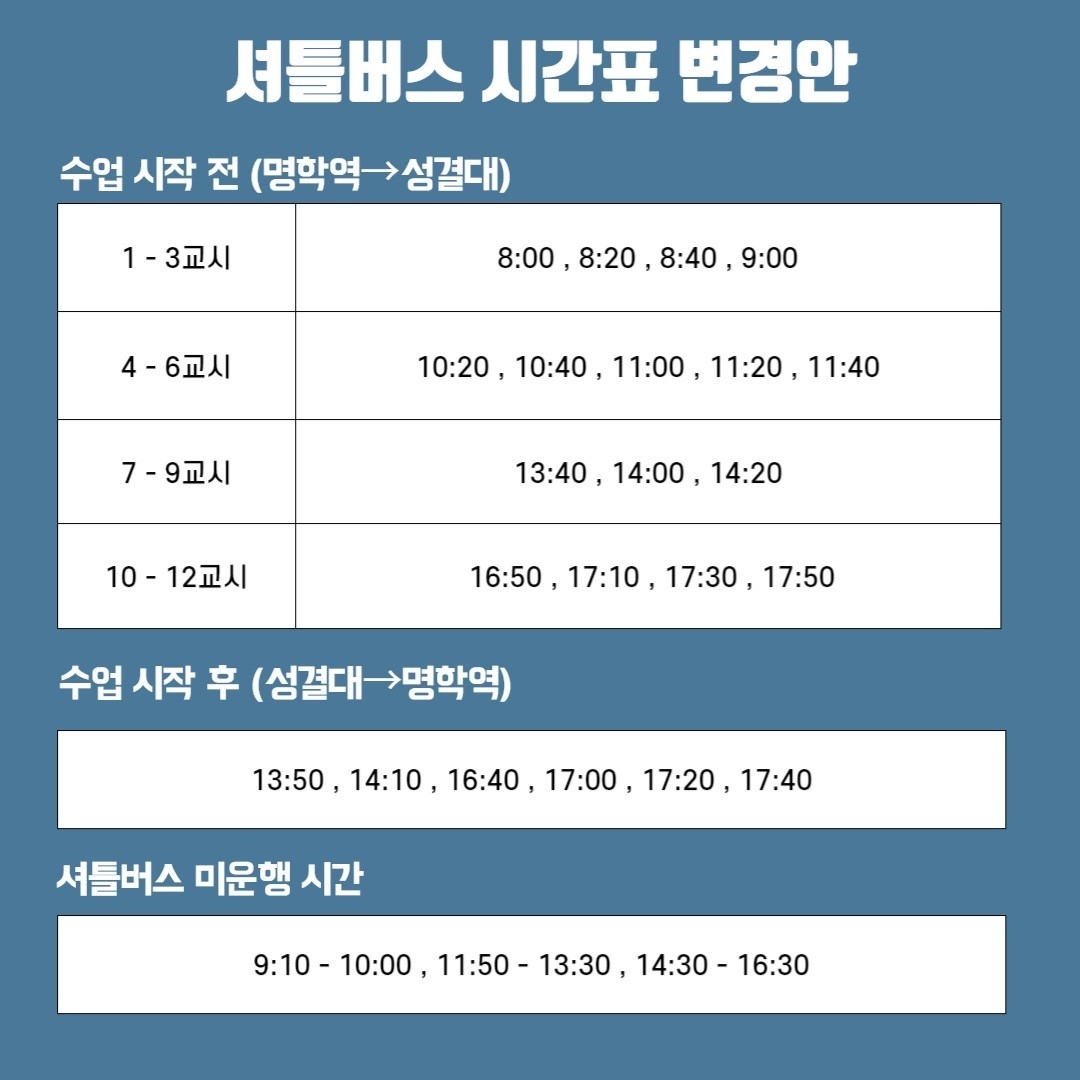 셔틀버스 시간표 변경안
수업 시작 전 (명학역→성결대)
1 - 3교시 8:00 , 8:20 , 8:40 , 9:00
4 - 6교시 10:20 , 10:40 , 11:00 , 11:20 , 11:40
7 - 9교시 13:40 , 14:00 , 14:20
10 - 12교시 16:50 , 17:10 , 17:30 , 17:50
수업 시작 후 (성결대→명학역)
13:50 , 14:10 , 16:40 , 17:00 , 17:20 , 17:40
셔틀버스 미운행 시간
9:10 - 10:00 , 11:50 - 13:30 , 14:30 - 16:30